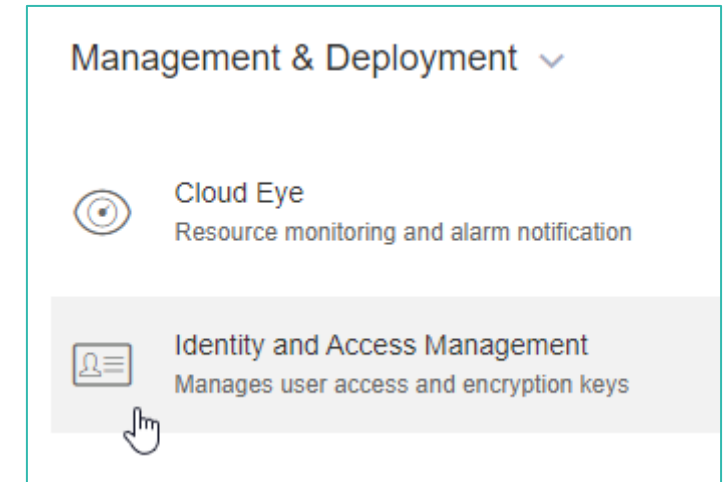 Management & Deployment
Cloud Eye
Resource monitoring and alarm notification
Identity and Access Management
Manages user access and encryption keys